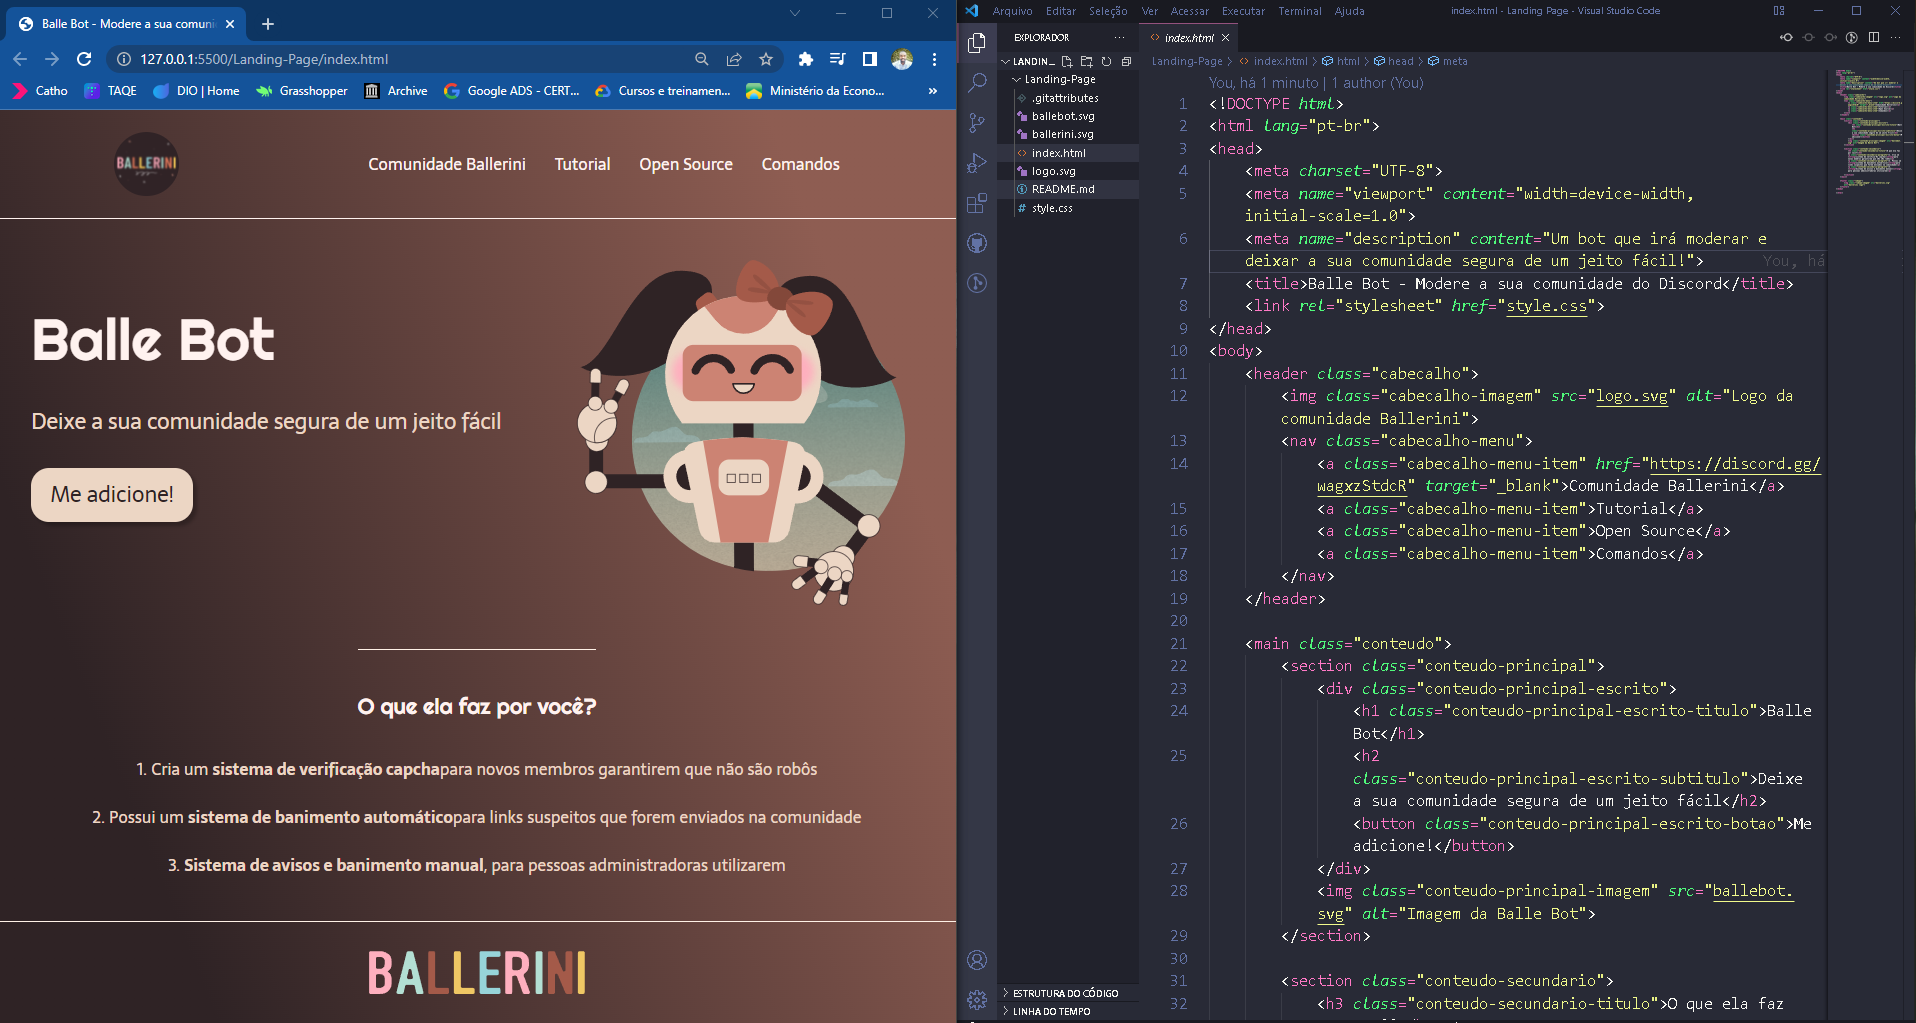 Balle Bot - Modere a sua comuni
127.0.0.1:5500/Landing-Page/index.html
Catho
TAQE
DIO | Home
Grasshopper
Archive
Google ADS - CERT...
Cursos e treinamen...
Ministério da Econo...
»
BALLERINI
Comunidade Ballerini
Tutorial
Open Source
Comandos
Balle Bot
Deixe a sua comunidade segura de um jeito fácil
Me adicione!
O que ela faz por você?
1. Cria um sistema de verificação capchapara novos membros garantirem que não são robôs
2. Possui um sistema de banimento automáticopara links suspeitos que forem enviados na comunidade
3. Sistema de avisos e banimento manual, para pessoas administradoras utilizarem
BALLERINI
Arquivo Editar Seleção Ver Acessar Executar Terminal Ajuda
index.html - Landing Page - Visual Studio Code
EXPLORADOR
LANDIN...
Landing-Page
.gitattributes
ballebot.svg
ballerini.svg
index.html
logo.svg
README.md
style.css
ESTRUTURA DO CÓDIGO
LINHA DO TEMPO
index.html
Landing-Page > index.html > html > head > meta
You, há 1 minuto | 1 author (You)
1 <!DOCTYPE html>
2 <html lang="pt-br">
3 <head>
4 <meta charset="UTF-8">
5 <meta name="viewport" content="width=device-width,
initial-scale=1.0">
6 <meta name="description" content="Um bot que irá moderar e
deixar a sua comunidade segura de um jeito fácil!"> You, há
7 <title>Balle Bot - Modere a sua comunidade do Discord</title>
8 <link rel="stylesheet" href="style.css">
9 </head>
10 <body>
11 <header class="cabecalho">
12 <img class="cabecalho-imagem" src="logo.svg" alt="Logo da
comunidade Ballerini">
13 <nav class="cabecalho-menu">
14 <a class="cabecalho-menu-item" href="https://discord.gg/
wagxzStdcR" target="_blank">Comunidade Ballerini</a>
15 <a class="cabecalho-menu-item">Tutorial</a>
16 <a class="cabecalho-menu-item">Open Source</a>
17 <a class="cabecalho-menu-item">Comandos</a>
18 </nav>
19 </header>
20
21 <main class="conteudo">
22 <section class="conteudo-principal">
23 <div class="conteudo-principal-escrito">
24 <h1 class="conteudo-principal-escrito-titulo">Balle
Bot</h1>
25 <h2
class="conteudo-principal-escrito-subtitulo">Deixe
a sua comunidade segura de um jeito fácil</h2>
26 <button class="conteudo-principal-escrito-botao">Me
adicione!</button>
27 </div>
28 <img class="conteudo-principal-imagem" src="ballebot.
svg" alt="Imagem da Balle Bot">
29 </section>
30
31 <section class="conteudo-secundario">
32 <h3 class="conteudo-secundario-titulo">O que ela faz